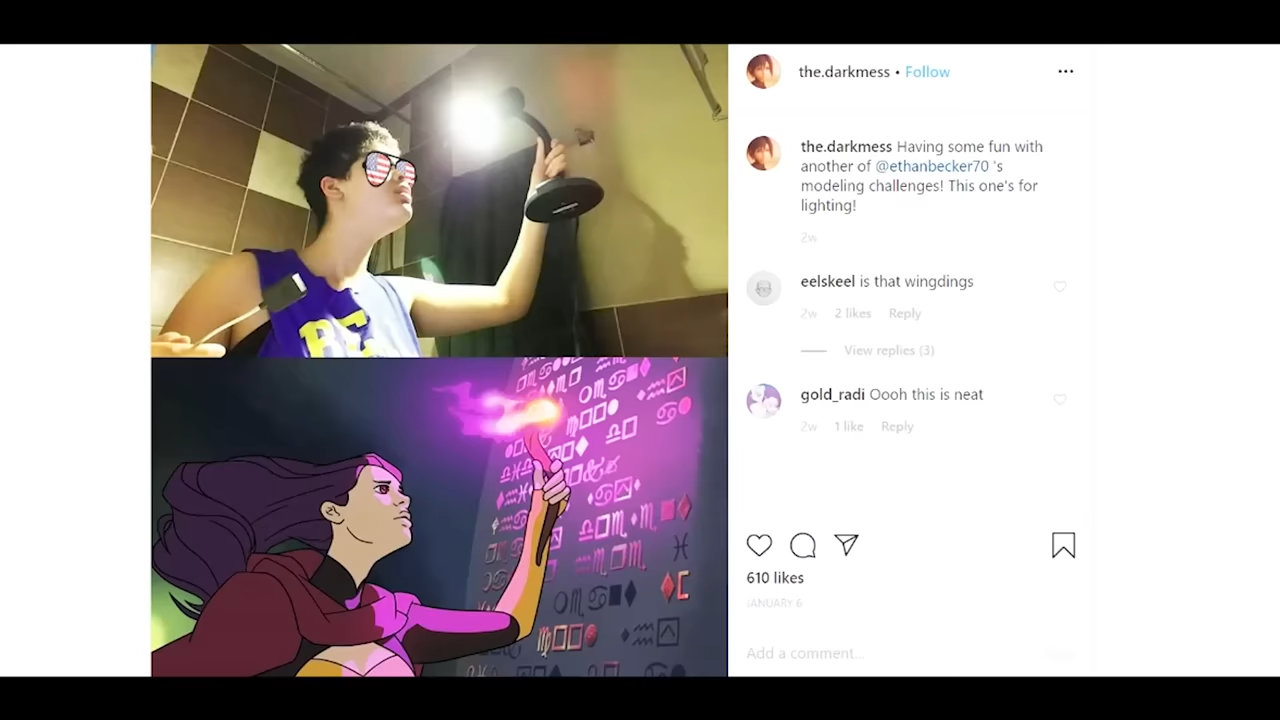 the.darkmess • Follow
the.darkmess Having some fun with
another of @ethanbecker70 's
modeling challenges! This one's for
lighting!
2w
eelskeel is that wingdings
2w 2 likes Reply
View replies (3)
gold_radi Oooh this is neat
2w 1 like Reply
610 likes
JANUARY 6
Add a comment...